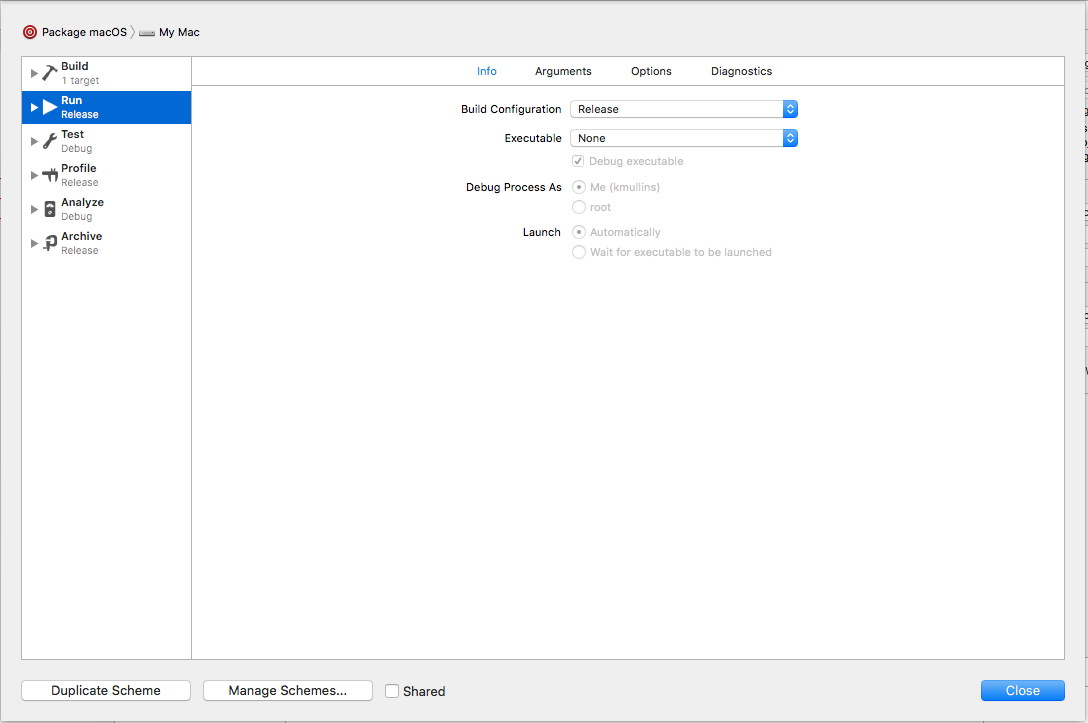 Package macOS
My Mac
Build
1 target
Run
Release
Test
Debug
Profile
Release
Analyze
Debug
Archive
Release
Info Arguments Options Diagnostics
Build Configuration Release
Executable None
Debug executable
Debug Process As Me (kmullins)
root
Launch Automatically
Wait for executable to be launched
Duplicate Scheme Manage Schemes... Shared Close